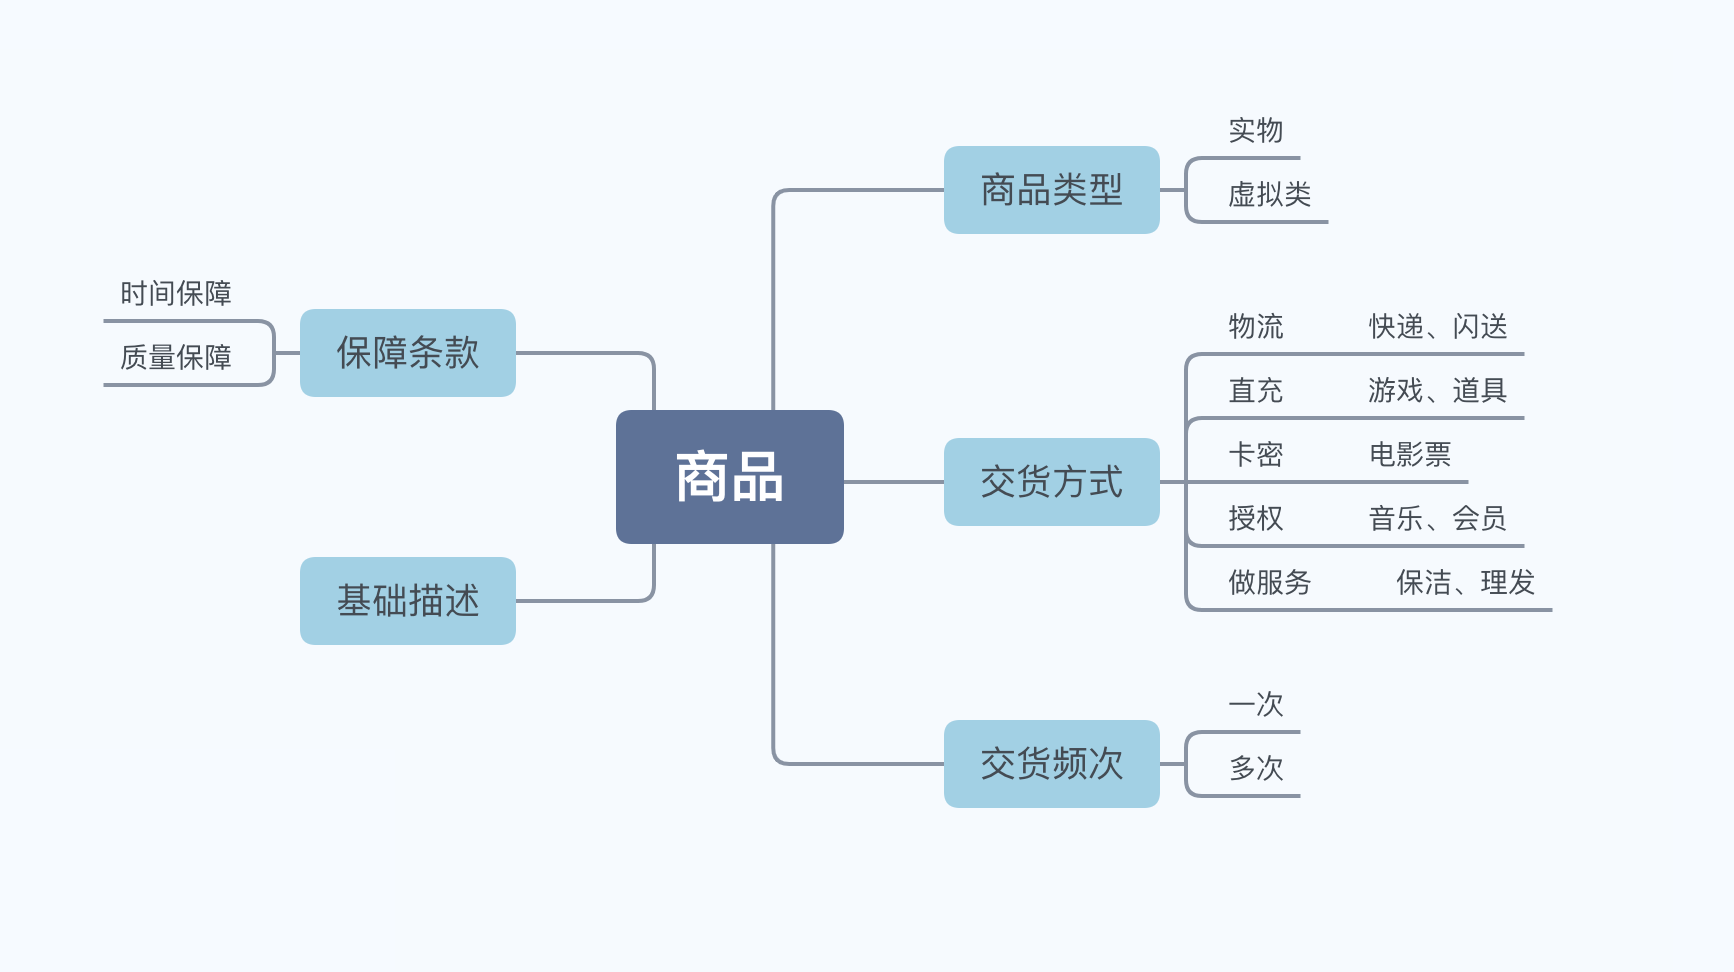 商品
商品类型
实物
虚拟类
交货方式
物流 快递、闪送
直充 游戏、道具
卡密 电影票
授权 音乐、会员
做服务 保洁、理发
交货频次
一次
多次
保障条款
时间保障
质量保障
基础描述